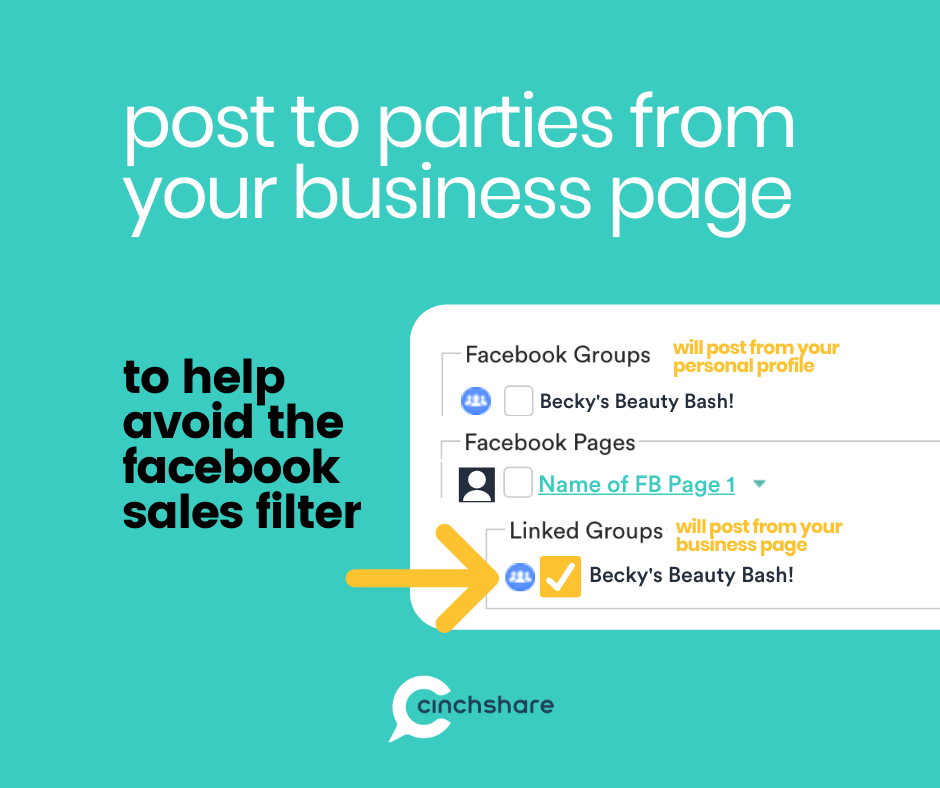 post to parties from
your business page
to help
avoid the
facebook
sales filter
Facebook Groups
will post from your
personal profile
Becky's Beauty Bash!
Facebook Pages
Name of FB Page 1
Linked Groups
will post from your
business page
Becky's Beauty Bash!
cinchshare